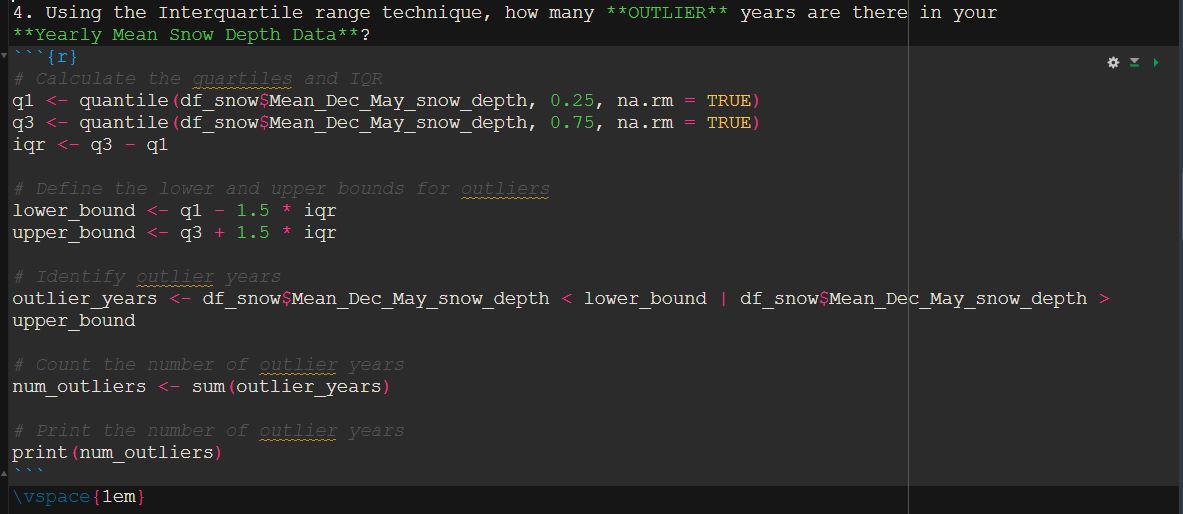 4. Using the Interquartile range technique, how many **OUTLIER** years are there in your
**Yearly Mean Snow Depth Data**?
```{r}
# Calculate the quartiles and IQR
q1 <- quantile(df_snow$Mean_Dec_May_snow_depth, 0.25, na.rm = TRUE)
q3 <- quantile(df_snow$Mean_Dec_May_snow_depth, 0.75, na.rm = TRUE)
iqr <- q3 - q1
# Define the lower and upper bounds for outliers
lower_bound <- q1 - 1.5 * iqr
upper_bound <- q3 + 1.5 * iqr
# Identify outlier years
outlier_years <- df_snow$Mean_Dec_May_snow_depth < lower_bound | df_snow$Mean_Dec_May_snow_depth >
upper_bound
# Count the number of outlier years
num_outliers <- sum(outlier_years)
# Print the number of outlier years
print(num_outliers)
```
\vspace{1em}